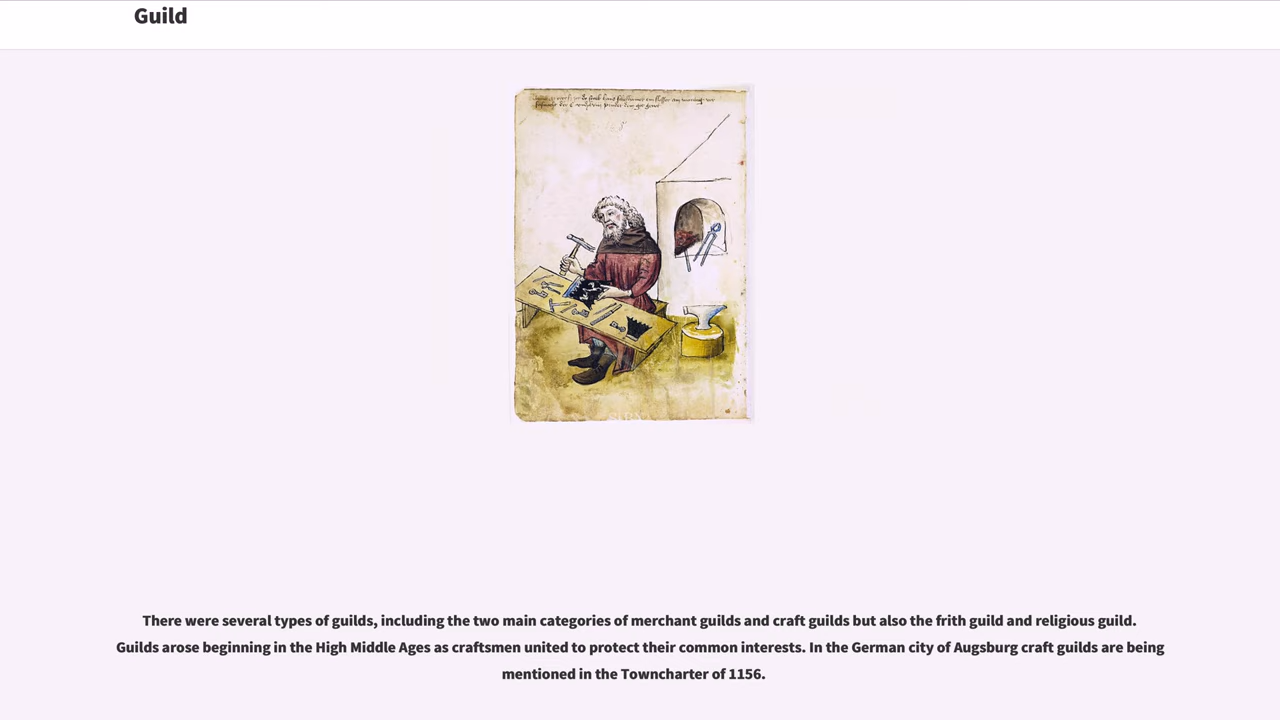 Guild
There were several types of guilds, including the two main categories of merchant guilds and craft guilds but also the frith guild and religious guild.
Guilds arose beginning in the High Middle Ages as craftsmen united to protect their common interests. In the German city of Augsburg craft guilds are being
mentioned in the Towncharter of 1156.